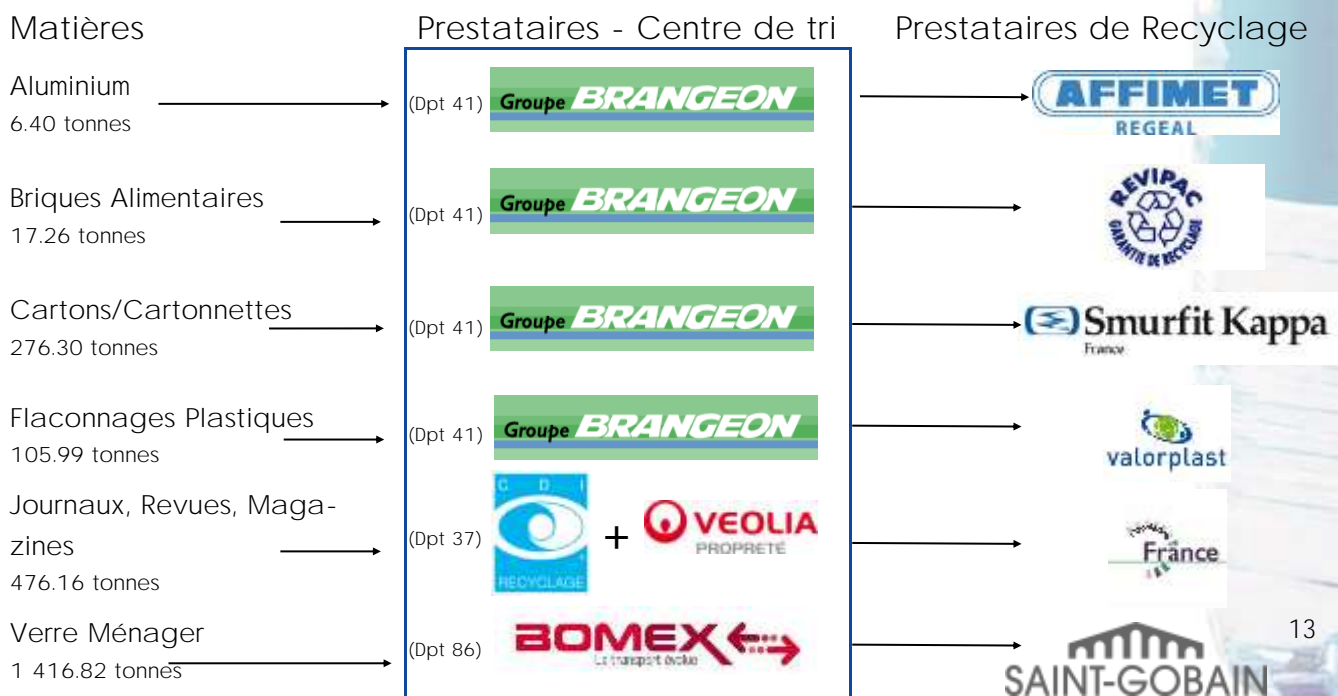 Matières
Prestataires - Centre de tri
Prestataires de Recyclage
Aluminium
6.40 tonnes
(Dpt 41)
Groupe BRANGEON
AFFIMET
REGEAL
Briques Alimentaires
17.26 tonnes
(Dpt 41)
Groupe BRANGEON
REVIPAC
GARANTIE DE RECYCLAGE
Cartons/Cartonnettes
276.30 tonnes
(Dpt 41)
Groupe BRANGEON
Smurfit Kappa
France
Flaconnages Plastiques
105.99 tonnes
(Dpt 41)
Groupe BRANGEON
valorplast
Journaux, Revues, Maga-
zines
476.16 tonnes
(Dpt 37)
C D I
RECYCLAGE
+
VEOLIA
PROPRETÉ
France
Verre Ménager
1 416.82 tonnes
(Dpt 86)
BOMEX
Le transport évolue
SAINT-GOBAIN
13